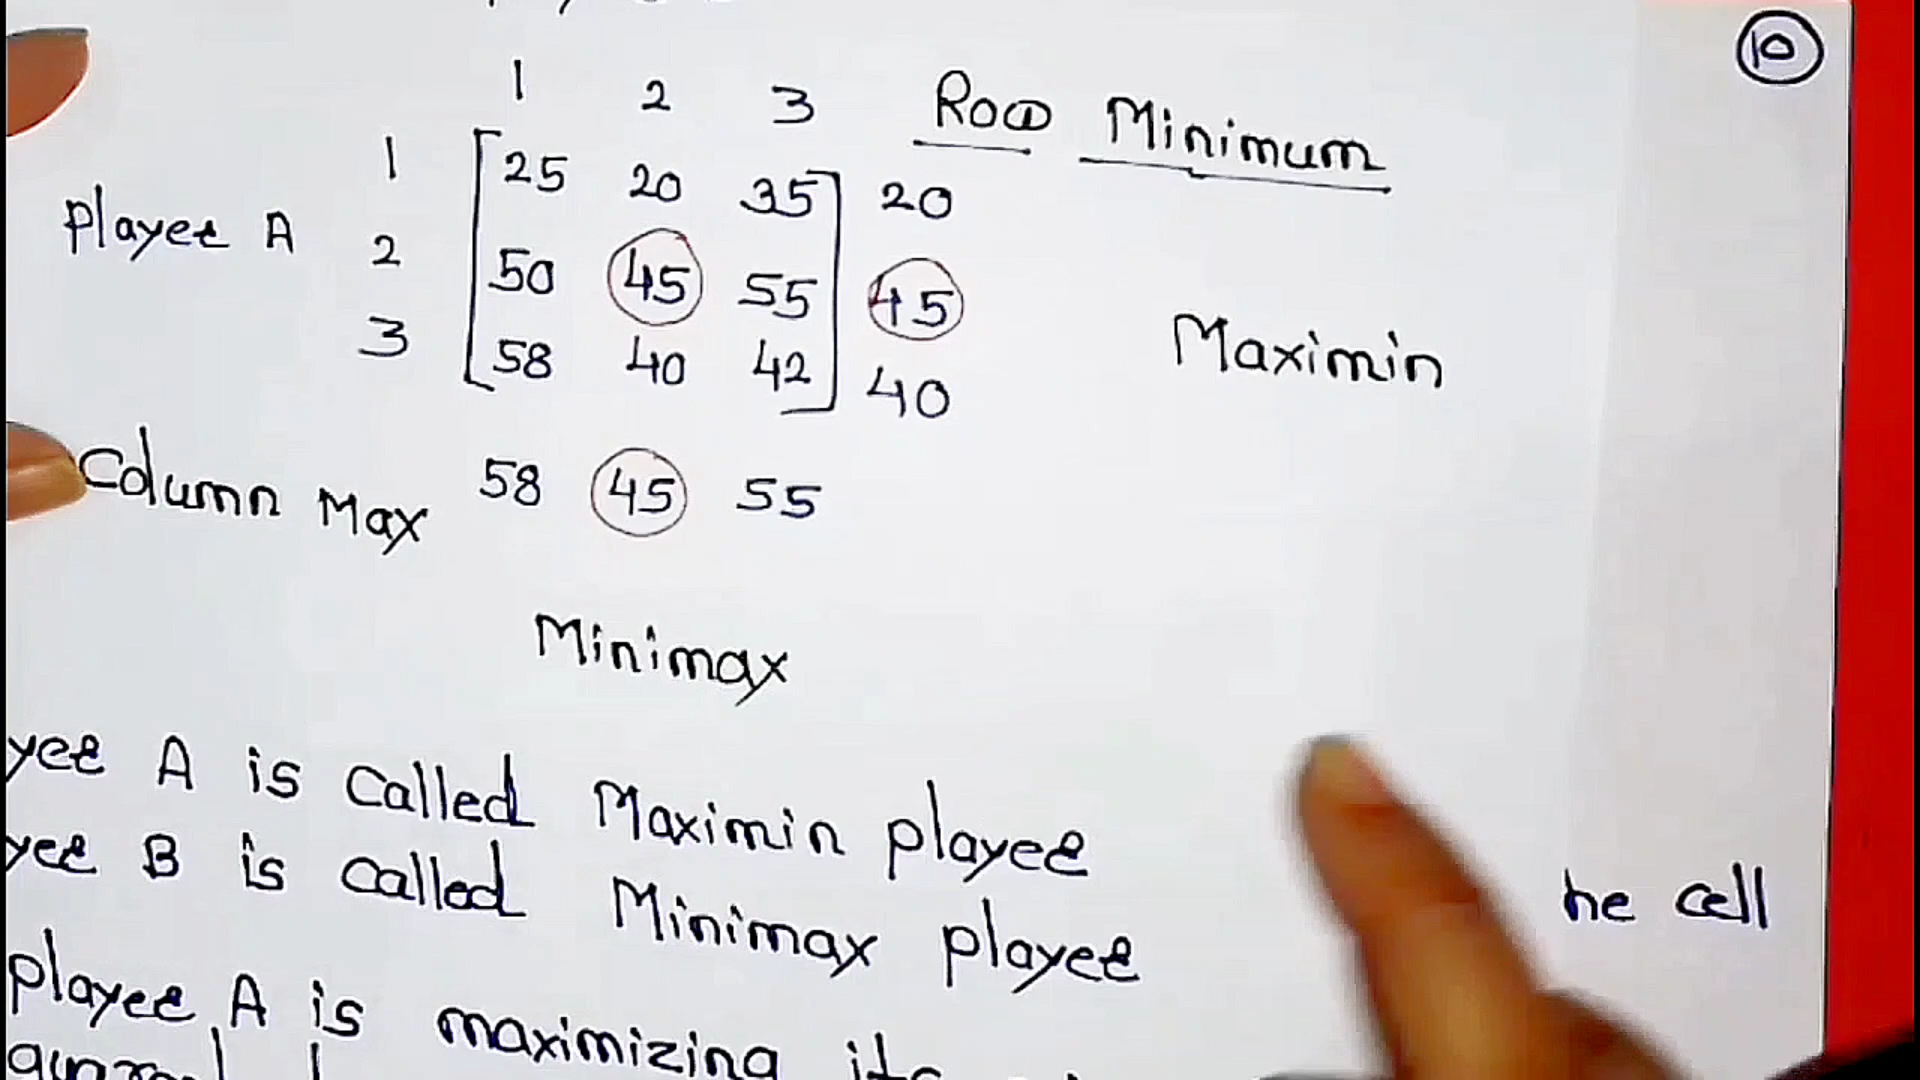 10
1 2 3 Row Minimum
1 25 20 35 20
Player A
2 50 45 55 45
Maximin
3 58 40 42 40
Column Max 58 45 55
Minimax
yer A is called Maximin player
yer B is called Minimax player
he cell
player A is maximizing its